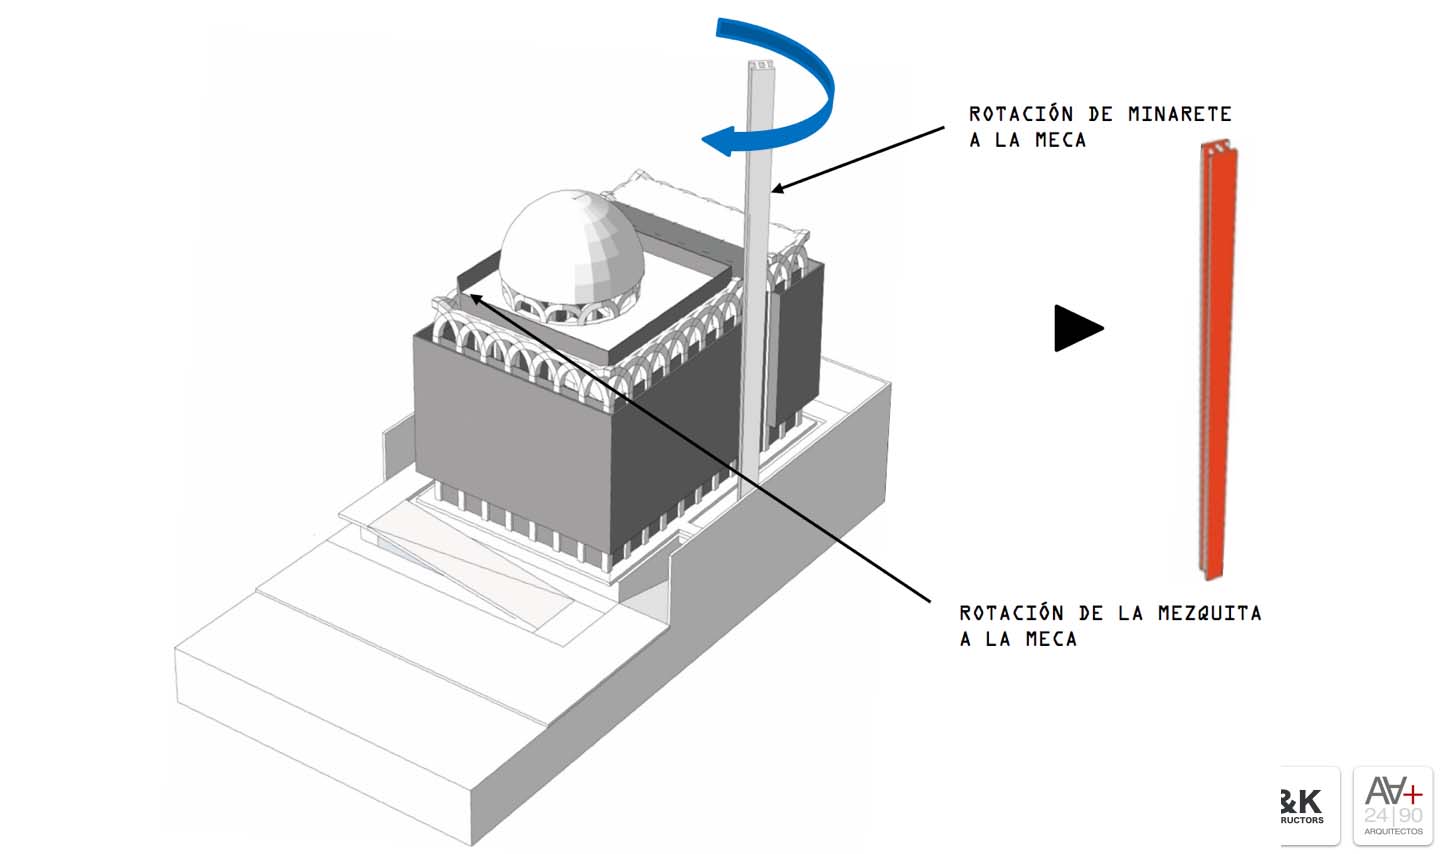 ROTACIÓN DE MINARETE
A LA MECA
ROTACIÓN DE LA MEZQUITA
A LA MECA
&K
RUCTORS
AA+
24|90
ARQUITECTOS